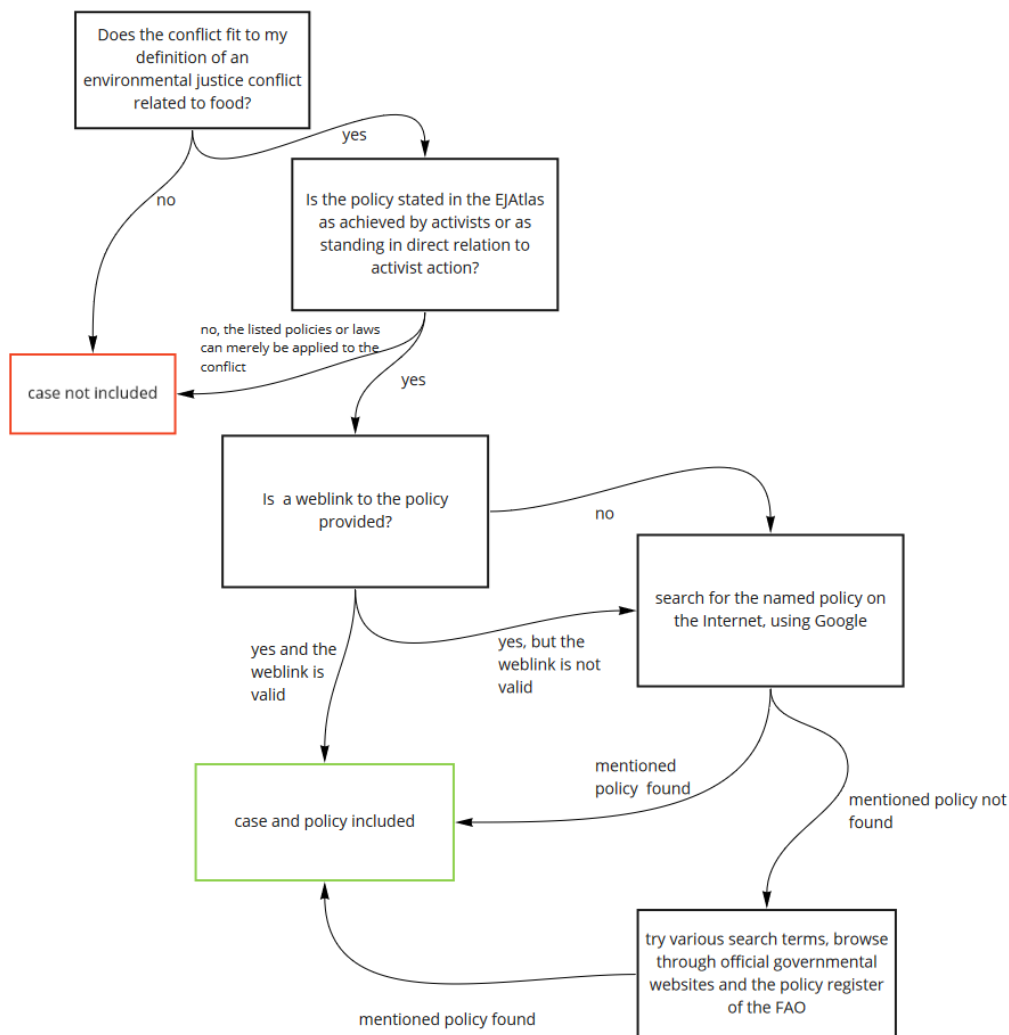 Does the conflict fit to my
definition of an
environmental justice conflict
related to food?
yes
no
Is the policy stated in the EJAtlas
as achieved by activists or as
standing in direct relation to
activist action?
no, the listed policies or laws
can merely be applied to the
conflict
yes
case not included
Is a weblink to the policy
provided?
no
search for the named policy on
the Internet, using Google
yes and the
weblink is
valid
yes, but the
weblink is not
valid
mentioned
policy found
mentioned policy not
found
case and policy included
try various search terms, browse
through official governmental
websites and the policy register
of the FAO
mentioned policy found